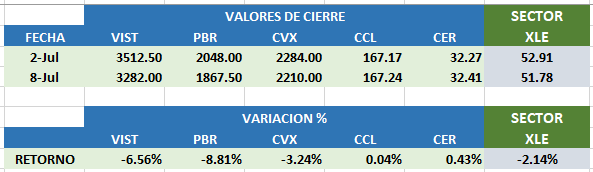 VALORES DE CIERRE SECTOR
FECHA VIST PBR CVX CCL CER XLE
2-Jul 3512.50 2048.00 2284.00 167.17 32.27 52.91
8-Jul 3282.00 1867.50 2210.00 167.24 32.41 51.78
VARIACION % SECTOR
VIST PBR CVX CCL CER XLE
RETORNO -6.56% -8.81% -3.24% 0.04% 0.43% -2.14%